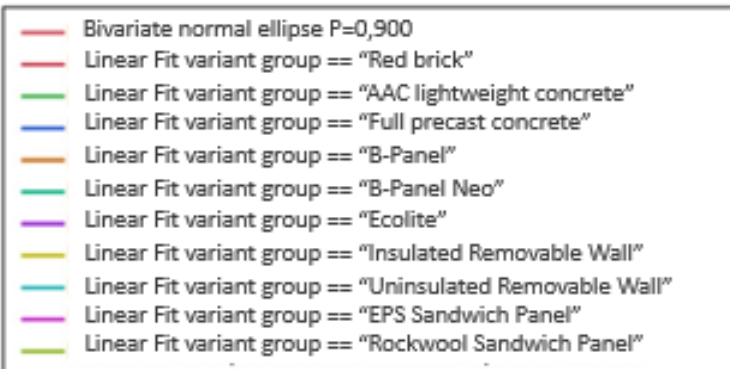 Bivariate normal ellipse P=0,900
Linear Fit variant group == “Red brick”
Linear Fit variant group == “AAC lightweight concrete”
Linear Fit variant group == “Full precast concrete”
Linear Fit variant group == “B-Panel”
Linear Fit variant group == “B-Panel Neo”
Linear Fit variant group == “Ecolite”
Linear Fit variant group == “Insulated Removable Wall”
Linear Fit variant group == “Uninsulated Removable Wall”
Linear Fit variant group == “EPS Sandwich Panel”
Linear Fit variant group == “Rockwool Sandwich Panel”